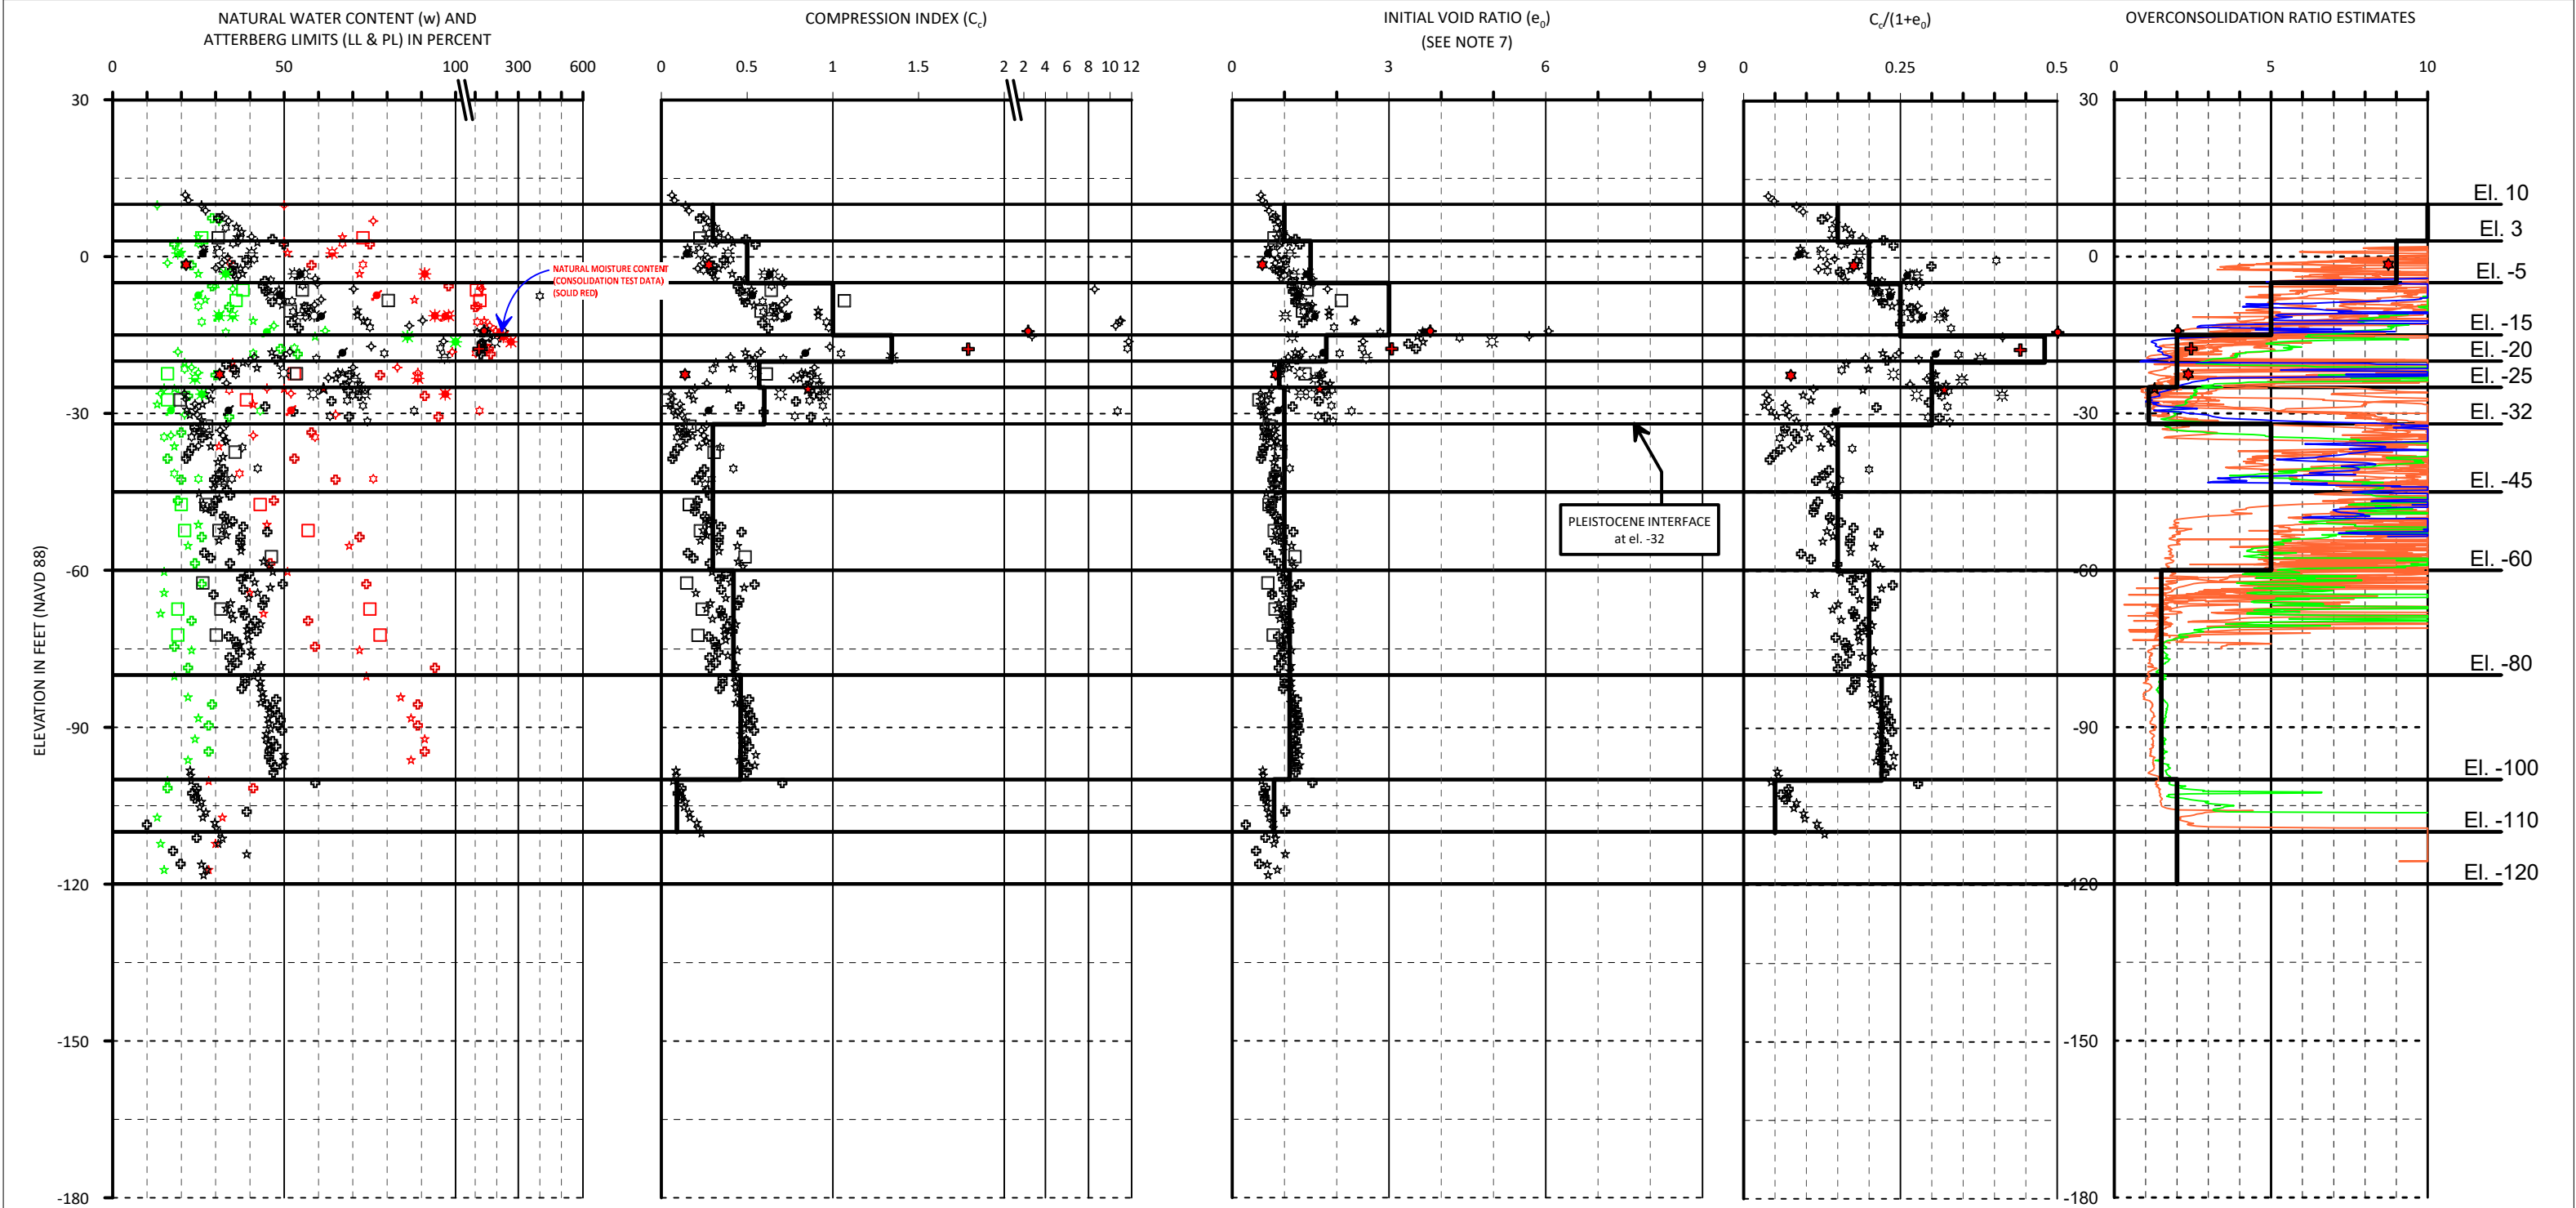 NATURAL WATER CONTENT (w) AND
ATTERBERG LIMITS (LL & PL) IN PERCENT
COMPRESSION INDEX (Cc)
INITIAL VOID RATIO (e0)
(SEE NOTE 7)
Cc/(1+e0)
OVERCONSOLIDATION RATIO ESTIMATES
0 50 100 300 600
0 0.5 1 1.5 2 2 4 6 8 10 12
0 3 6 9
0 0.25 0.5
0 5 10
30 30
El. 10
El. 3
0 0
El. -5
NATURAL MOISTURE CONTENT
(CONSOLIDATION TEST DATA)
(SOLID RED)
El. -15
El. -20
El. -25
-30 -30
El. -32
El. -45
PLEISTOCENE INTERFACE
at el. -32
El. -60
-60 -60
ELEVATION IN FEET (NAVD 88)
El. -80
-90 -90
El. -100
El. -110
El. -120
-120 -120
-150 -150
-180 -180